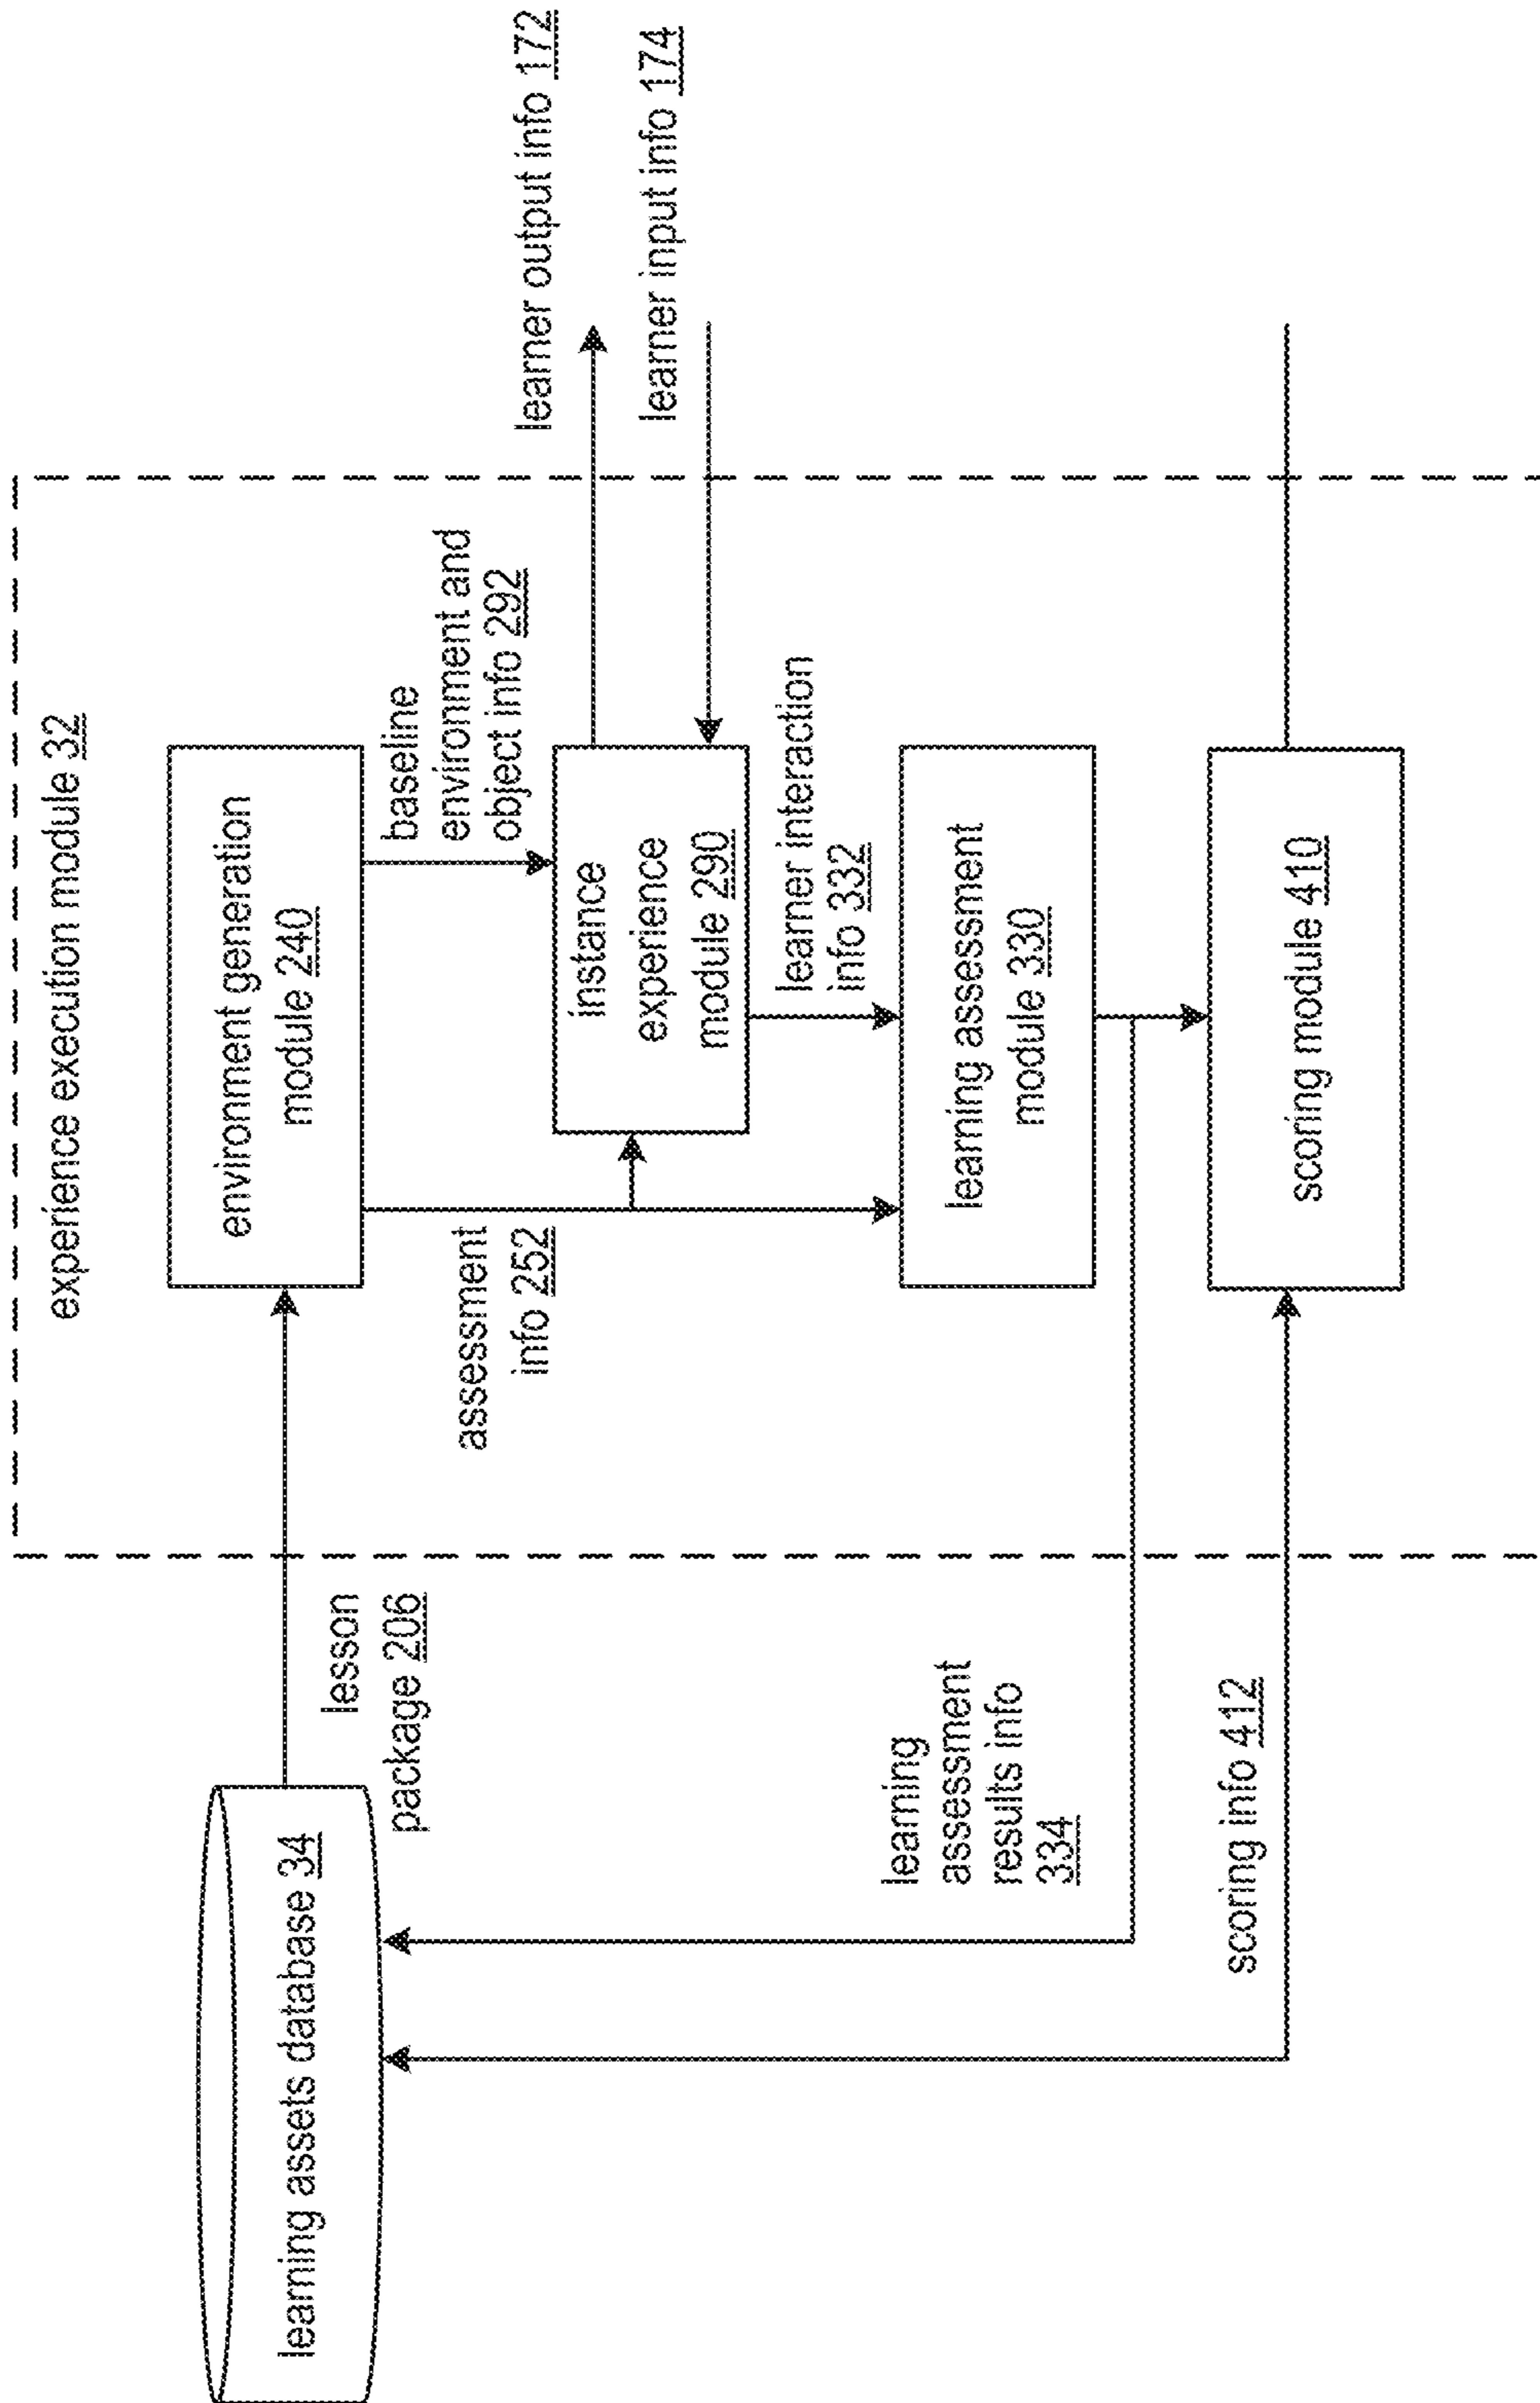 experience execution module 32
learning assets database 34
lesson
package 206
environment generation
module 240
assessment
info 252
baseline
environment and
object info 292
instance
experience
module 290
learner output info 172
learner input info 174
learner interaction
info 332
learning assessment
module 330
learning
assessment
results info
334
scoring info 412
scoring module 410